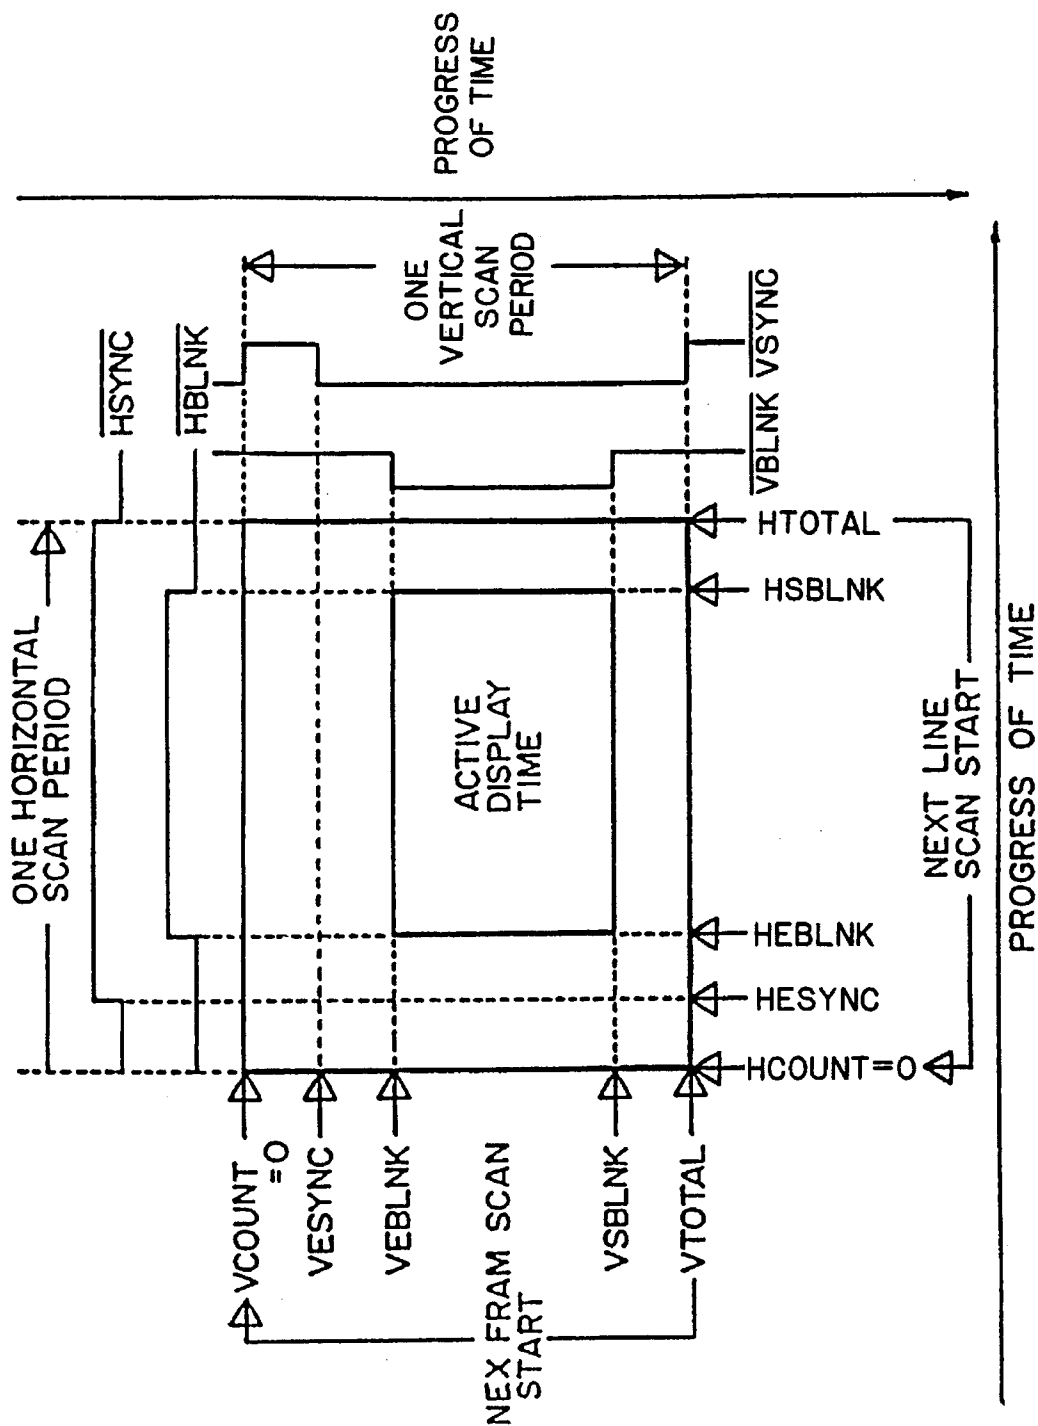 ONE HORIZONTAL
SCAN PERIOD
HSYNC
HBLNK
ONE
VERTICAL
SCAN
PERIOD
PROGRESS
OF TIME
VCOUNT
=0
VESYNC
VEBLNK
VSBLNK
VTOTAL
NEX FRAM SCAN
START
ACTIVE
DISPLAY
TIME
VBLNK
VSYNC
HCOUNT=0
HESYNC
HEBLNK
HSBLNK
HTOTAL
NEXT LINE
SCAN START
PROGRESS OF TIME